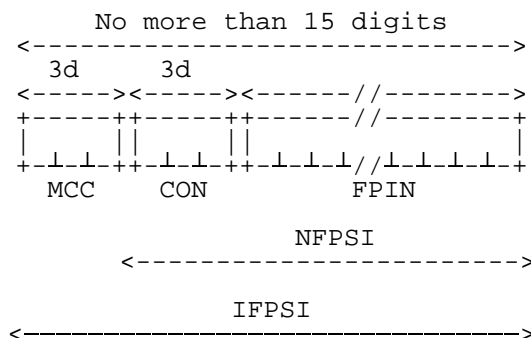 No more than 15 digits
3d 3d
MCC CON FPIN
NFPSI
IFPSI